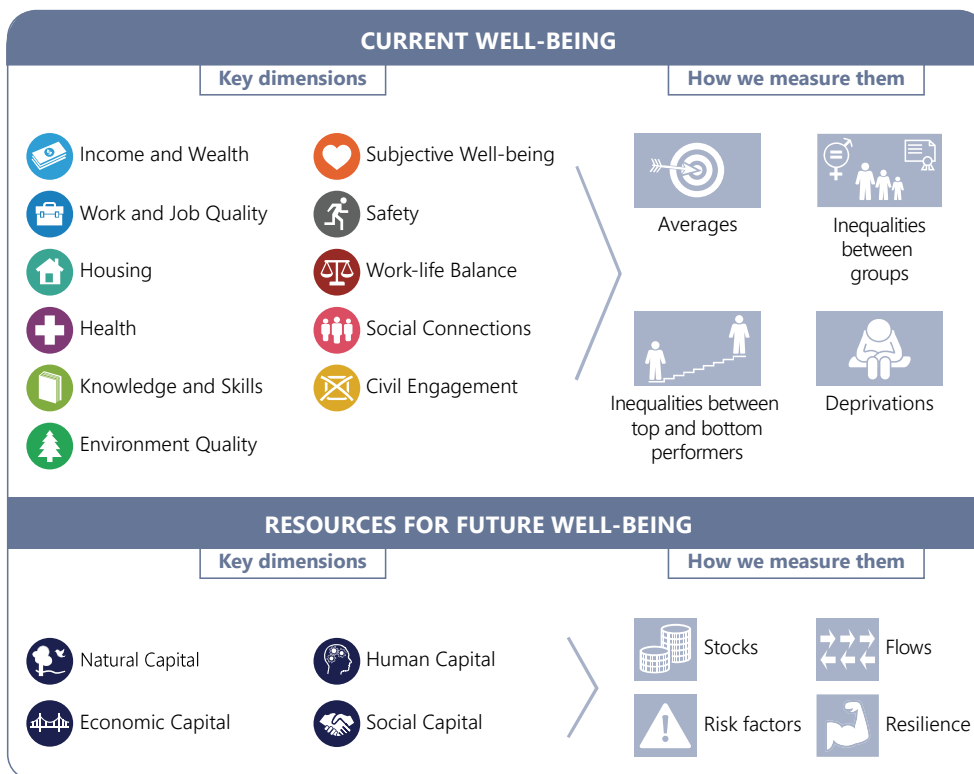 CURRENT WELL-BEING
Key dimensions
How we measure them
Income and Wealth
Work and Job Quality
Housing
Health
Knowledge and Skills
Environment Quality
Subjective Well-being
Safety
Work-life Balance
Social Connections
Civil Engagement
Averages
Inequalities
between
groups
Inequalities between
top and bottom
performers
Deprivations
RESOURCES FOR FUTURE WELL-BEING
Key dimensions
How we measure them
Natural Capital
Economic Capital
Human Capital
Social Capital
Stocks
Flows
Risk factors
Resilience